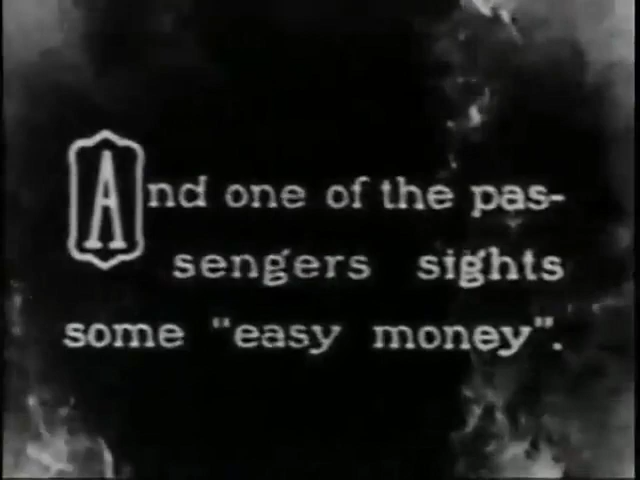 And one of the pas-
sengers sights
some "easy money".